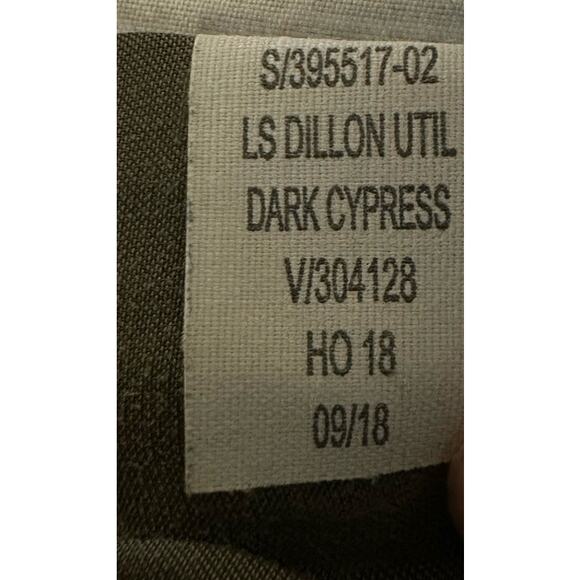 S/395517-02
LS DILLON UTIL
DARK CYPRESS
V/304128
HO 18
09/18